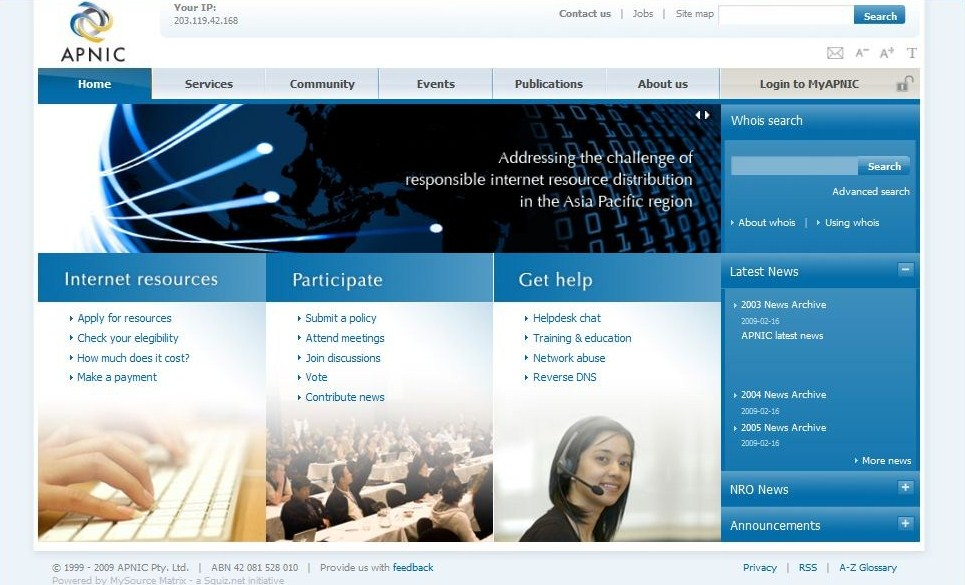 APNIC
Your IP:
203.119.42.168
Contact us | Jobs | Site map
Search
A− A+ T
Home Services Community Events Publications About us Login to MyAPNIC
Addressing the challenge of
responsible internet resource distribution
in the Asia Pacific region
Whois search
Search
Advanced search
About whois | Using whois
Internet resources
Apply for resources
Check your elegibility
How much does it cost?
Make a payment
Participate
Submit a policy
Attend meetings
Join discussions
Vote
Contribute news
Get help
Helpdesk chat
Training & education
Network abuse
Reverse DNS
Latest News
2003 News Archive
2009-02-16
APNIC latest news
2004 News Archive
2009-02-16
2005 News Archive
2009-02-16
More news
NRO News
Announcements
© 1999 - 2009 APNIC Pty. Ltd. | ABN 42 081 528 010 | Provide us with feedback
Privacy | RSS | A-Z Glossary
Powered by MySource Matrix - a Squiz.net initiative